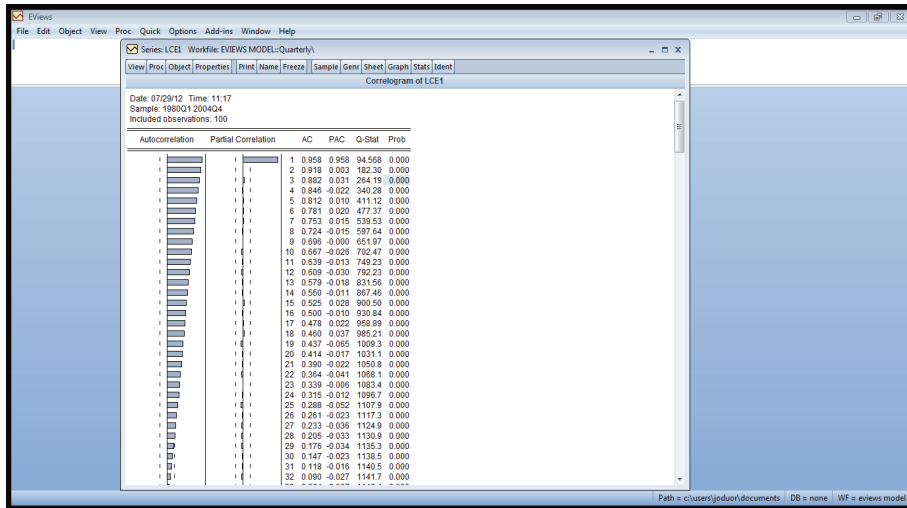 EViews
File Edit Object View Proc Quick Options Add-ins Window Help
Series: LCE1 Workfile: EVIEWS MODEL::Quarterly\
View Proc Object Properties Print Name Freeze Sample Genr Sheet Graph Stats Ident
Correlogram of LCE1
Date: 07/29/12 Time: 11:17
Sample: 1980Q1 2004Q4
Included observations: 100
Autocorrelation Partial Correlation AC PAC Q-Stat Prob
1 0.958 0.958 94.568 0.000
2 0.918 0.003 182.30 0.000
3 0.882 0.031 264.19 0.000
4 0.846 -0.022 340.28 0.000
5 0.812 0.010 411.12 0.000
6 0.781 0.020 477.37 0.000
7 0.753 0.015 539.53 0.000
8 0.724 -0.015 597.64 0.000
9 0.696 -0.000 651.97 0.000
10 0.667 -0.026 702.47 0.000
11 0.639 -0.013 749.23 0.000
12 0.609 -0.030 792.23 0.000
13 0.579 -0.018 831.56 0.000
14 0.550 -0.011 867.46 0.000
15 0.525 0.028 900.50 0.000
16 0.500 -0.010 930.84 0.000
17 0.478 0.022 958.89 0.000
18 0.460 0.037 985.21 0.000
19 0.437 -0.065 1009.3 0.000
20 0.414 -0.017 1031.1 0.000
21 0.390 -0.022 1050.8 0.000
22 0.364 -0.041 1068.1 0.000
23 0.339 -0.006 1083.4 0.000
24 0.315 -0.012 1096.7 0.000
25 0.288 -0.052 1107.9 0.000
26 0.261 -0.023 1117.3 0.000
27 0.233 -0.036 1124.9 0.000
28 0.205 -0.033 1130.9 0.000
29 0.176 -0.034 1135.3 0.000
30 0.147 -0.023 1138.5 0.000
31 0.118 -0.016 1140.5 0.000
32 0.090 -0.027 1141.7 0.000
Path = c:\users\joduor\documents DB = none WF = eviews model